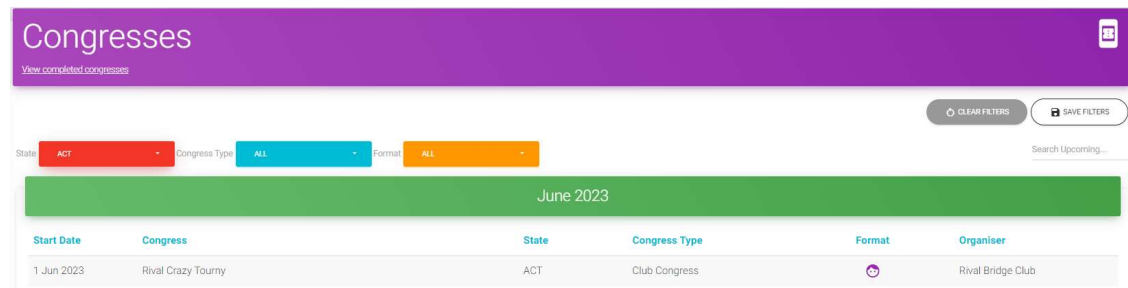 Congresses
View completed congresses
CLEAR FILTERS SAVE FILTERS
State ACT Congress Type ALL Format ALL Search Upcoming...
June 2023
Start Date Congress State Congress Type Format Organiser
1 Jun 2023 Rival Crazy Tourny ACT Club Congress Rival Bridge Club